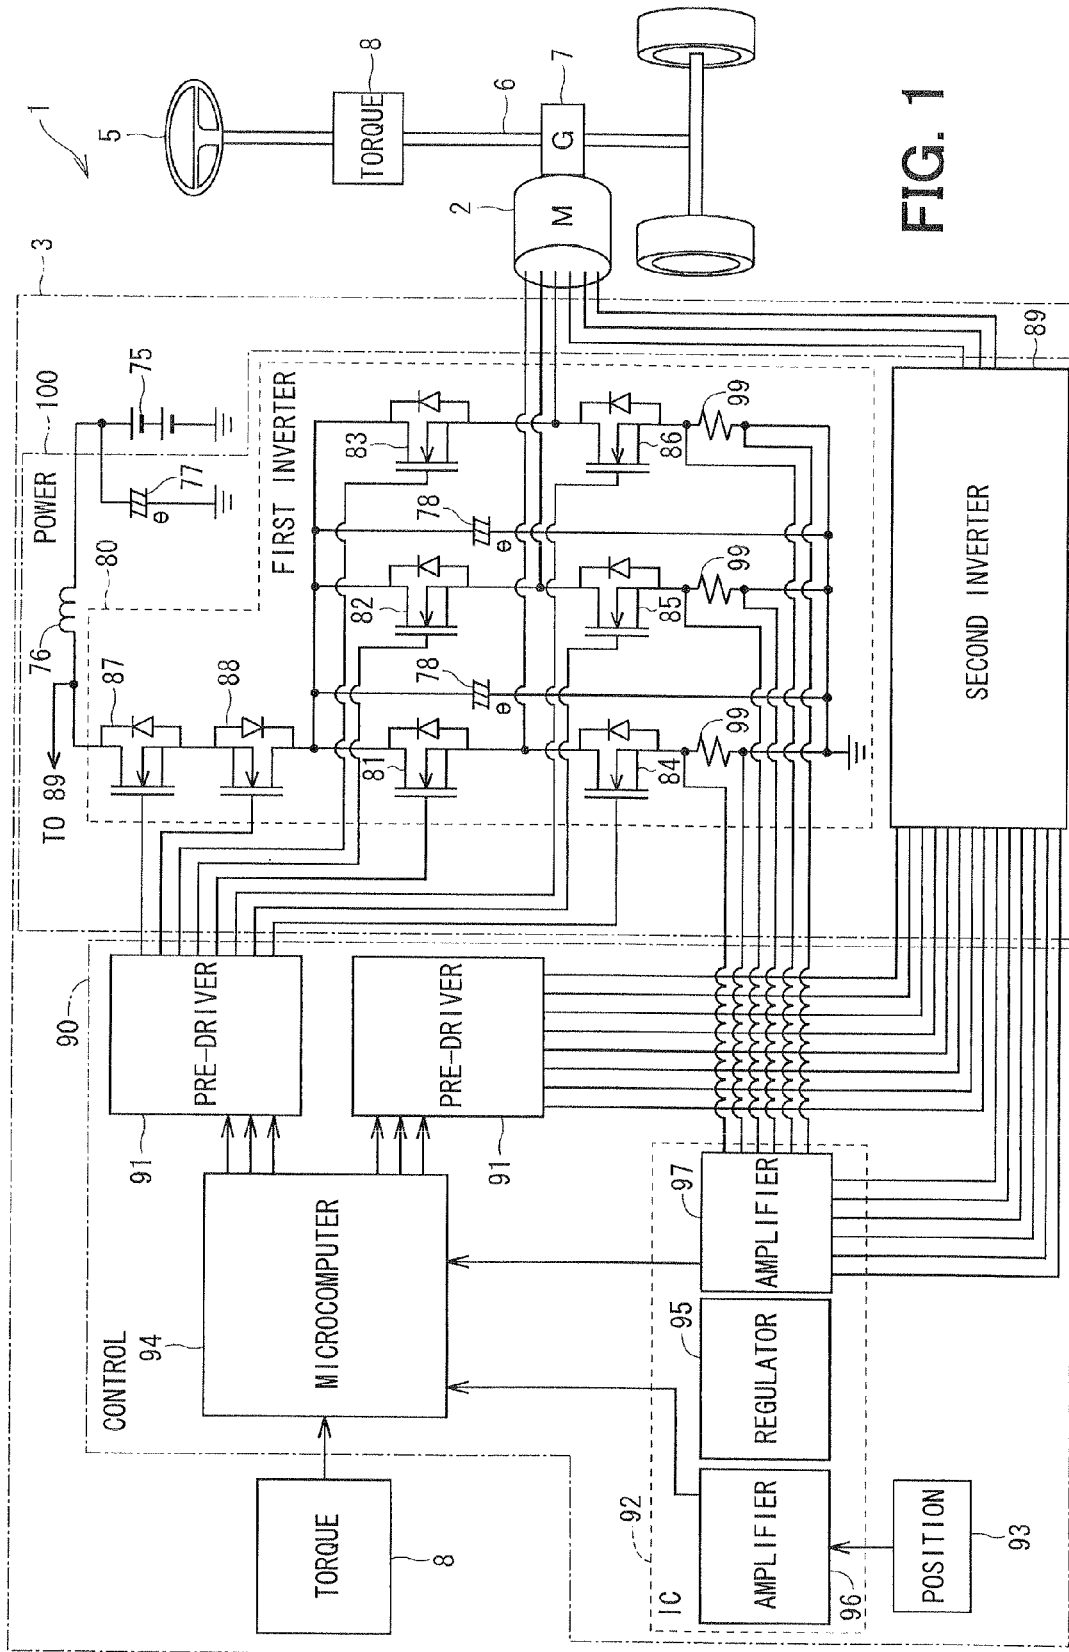 FIG. 1
1
3
5
TORQUE
8
6
7
G
2
M
100
POWER
75
77
⊖
76
TO 89
80
87
88
FIRST INVERTER
81
82
83
78
⊖
78
⊖
84
85
86
99
99
99
89
SECOND INVERTER
90
CONTROL
91
PRE-DRIVER
91
PRE-DRIVER
94
MICROCOMPUTER
TORQUE
8
92
IC
97
AMPLIFIER
95
REGULATOR
AMPLIFIER
96
POSITION
93